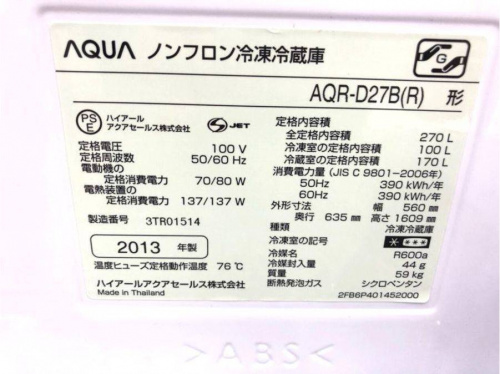 AQUA ノンフロン冷凍冷蔵庫
G
AQR-D27B(R) 形
PS E ハイアール アクアセールス株式会社 S JET
定格電圧 100 V
定格周波数 50/60 Hz
電動機の
定格消費電力 70/80 W
電熱装置の
定格消費電力 137/137 W
製造番号 3TR01514
2013 年製
温度ヒューズ定格動作温度 76℃
ハイアールアクアセールス株式会社
Made in Thailand
定格内容積
全定格内容積 270 L
冷凍室の定格内容積 100 L
冷蔵室の定格内容積 170 L
消費電力量 (JIS C 9801-2006年)
50Hz 390 kWh/年
60Hz 390 kWh/年
外形寸法 幅 560 mm
奥行 635 mm 高さ 1609 mm
種類 冷凍冷蔵庫
冷凍室の記号 * ***
冷媒名 R600a
冷媒封入量 44 g
質量 59 kg
断熱発泡ガス シクロペンタン
2FB6P401452000
>ABS<